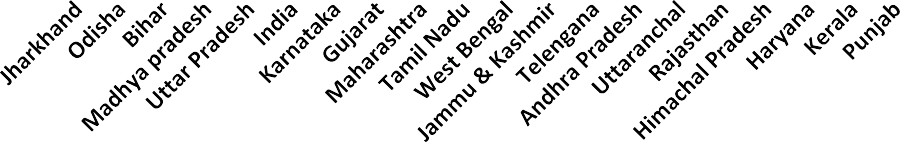 Jharkhand
Odisha
Bihar
Madhya pradesh
Uttar Pradesh
India
Karnataka
Gujarat
Maharashtra
Tamil Nadu
West Bengal
Jammu & Kashmir
Telengana
Andhra Pradesh
Uttaranchal
Rajasthan
Himachal Pradesh
Haryana
Kerala
Punjab